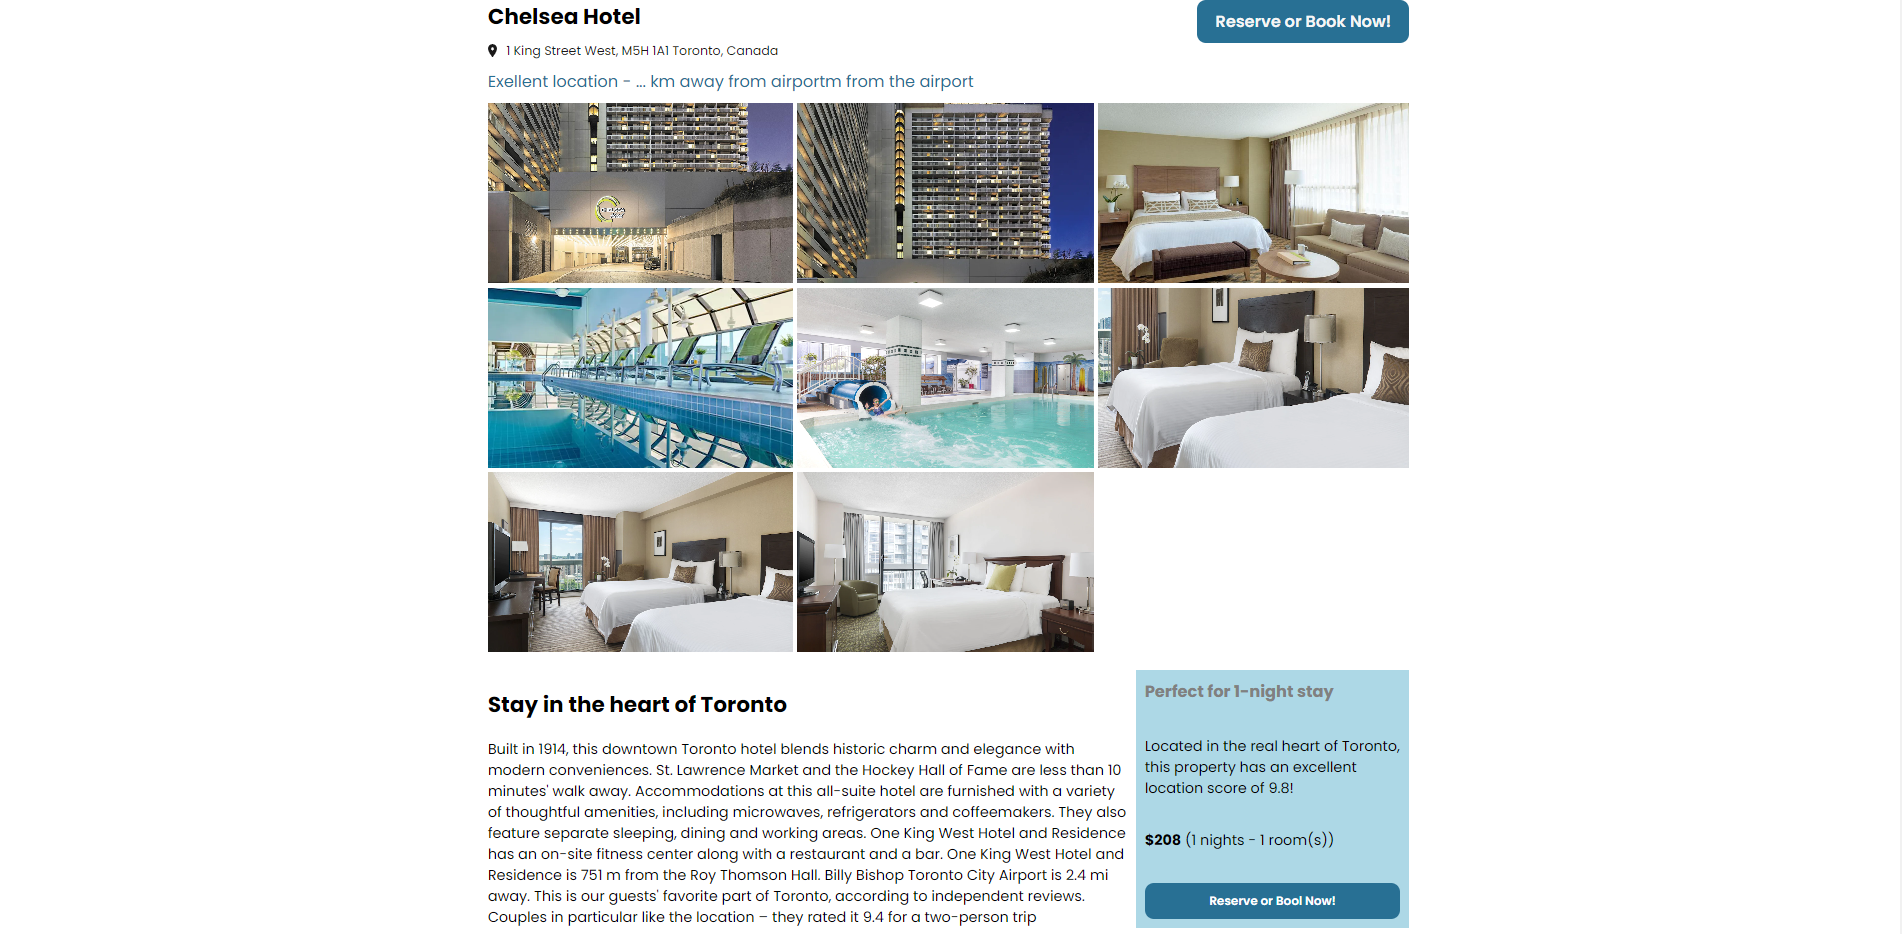 Chelsea Hotel
Reserve or Book Now!
1 King Street West, M5H 1A1 Toronto, Canada
Exellent location - ... km away from airportm from the airport
Stay in the heart of Toronto
Built in 1914, this downtown Toronto hotel blends historic charm and elegance with
modern conveniences. St. Lawrence Market and the Hockey Hall of Fame are less than 10
minutes' walk away. Accommodations at this all-suite hotel are furnished with a variety
of thoughtful amenities, including microwaves, refrigerators and coffeemakers. They also
feature separate sleeping, dining and working areas. One King West Hotel and Residence
has an on-site fitness center along with a restaurant and a bar. One King West Hotel and
Residence is 751 m from the Roy Thomson Hall. Billy Bishop Toronto City Airport is 2.4 mi
away. This is our guests' favorite part of Toronto, according to independent reviews.
Couples in particular like the location – they rated it 9.4 for a two-person trip
Perfect for 1-night stay
Located in the real heart of Toronto,
this property has an excellent
location score of 9.8!
$208 (1 nights - 1 room(s))
Reserve or Bool Now!